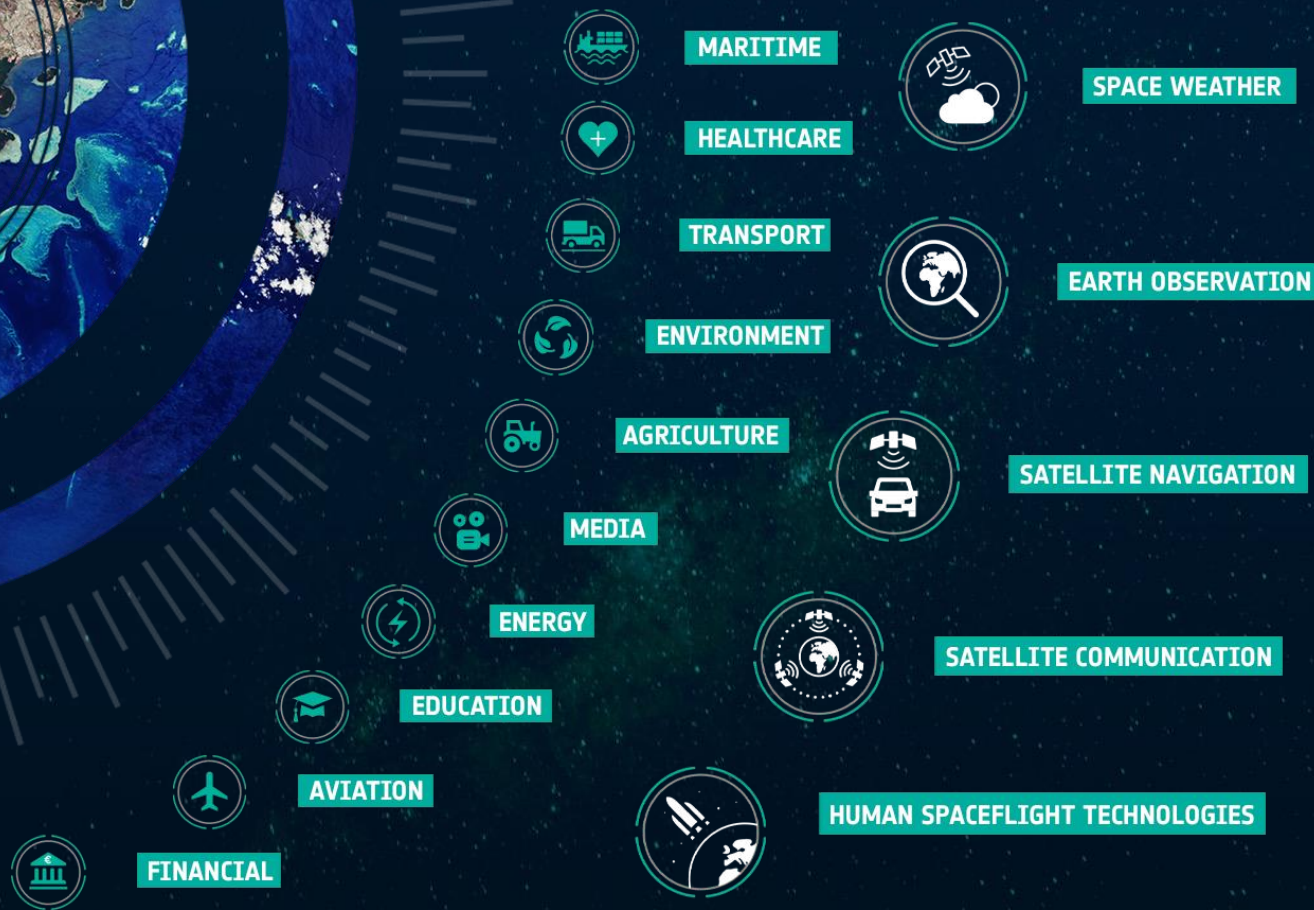 MARITIME
HEALTHCARE
TRANSPORT
ENVIRONMENT
AGRICULTURE
MEDIA
ENERGY
EDUCATION
AVIATION
FINANCIAL
SPACE WEATHER
EARTH OBSERVATION
SATELLITE NAVIGATION
SATELLITE COMMUNICATION
HUMAN SPACEFLIGHT TECHNOLOGIES
€